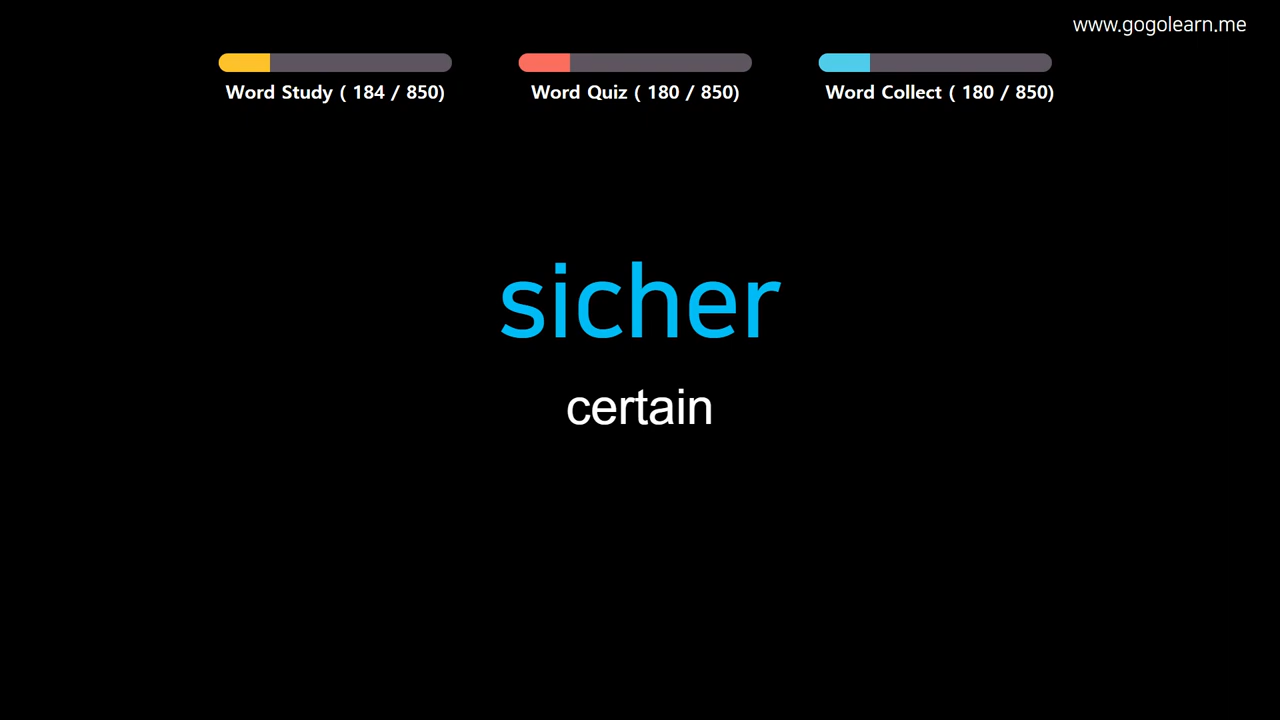 www.gogolearn.me
Word Study ( 184 / 850)
Word Quiz ( 180 / 850)
Word Collect ( 180 / 850)
sicher
certain